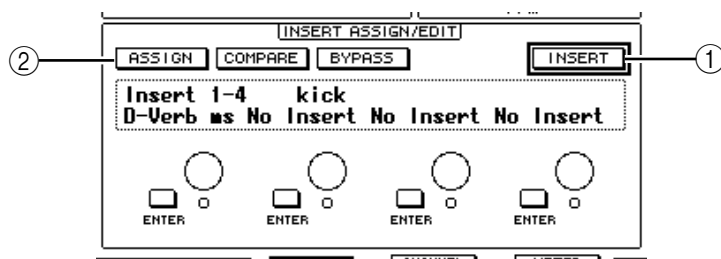 INSERT ASSIGN/EDIT
② ASSIGN COMPARE BYPASS INSERT ①
Insert 1-4 kick
D-Verb ms No Insert No Insert No Insert
ENTER ENTER ENTER ENTER